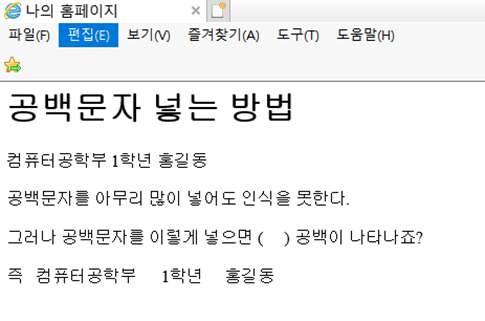 나의 홈페이지
파일(F) 편집(E) 보기(V) 즐겨찾기(A) 도구(T) 도움말(H)
공백문자 넣는 방법
컴퓨터공학부 1학년 홍길동
공백문자를 아무리 많이 넣어도 인식을 못한다.
그러나 공백문자를 이렇게 넣으면 (    ) 공백이 나타나죠?
즉   컴퓨터공학부     1학년     홍길동